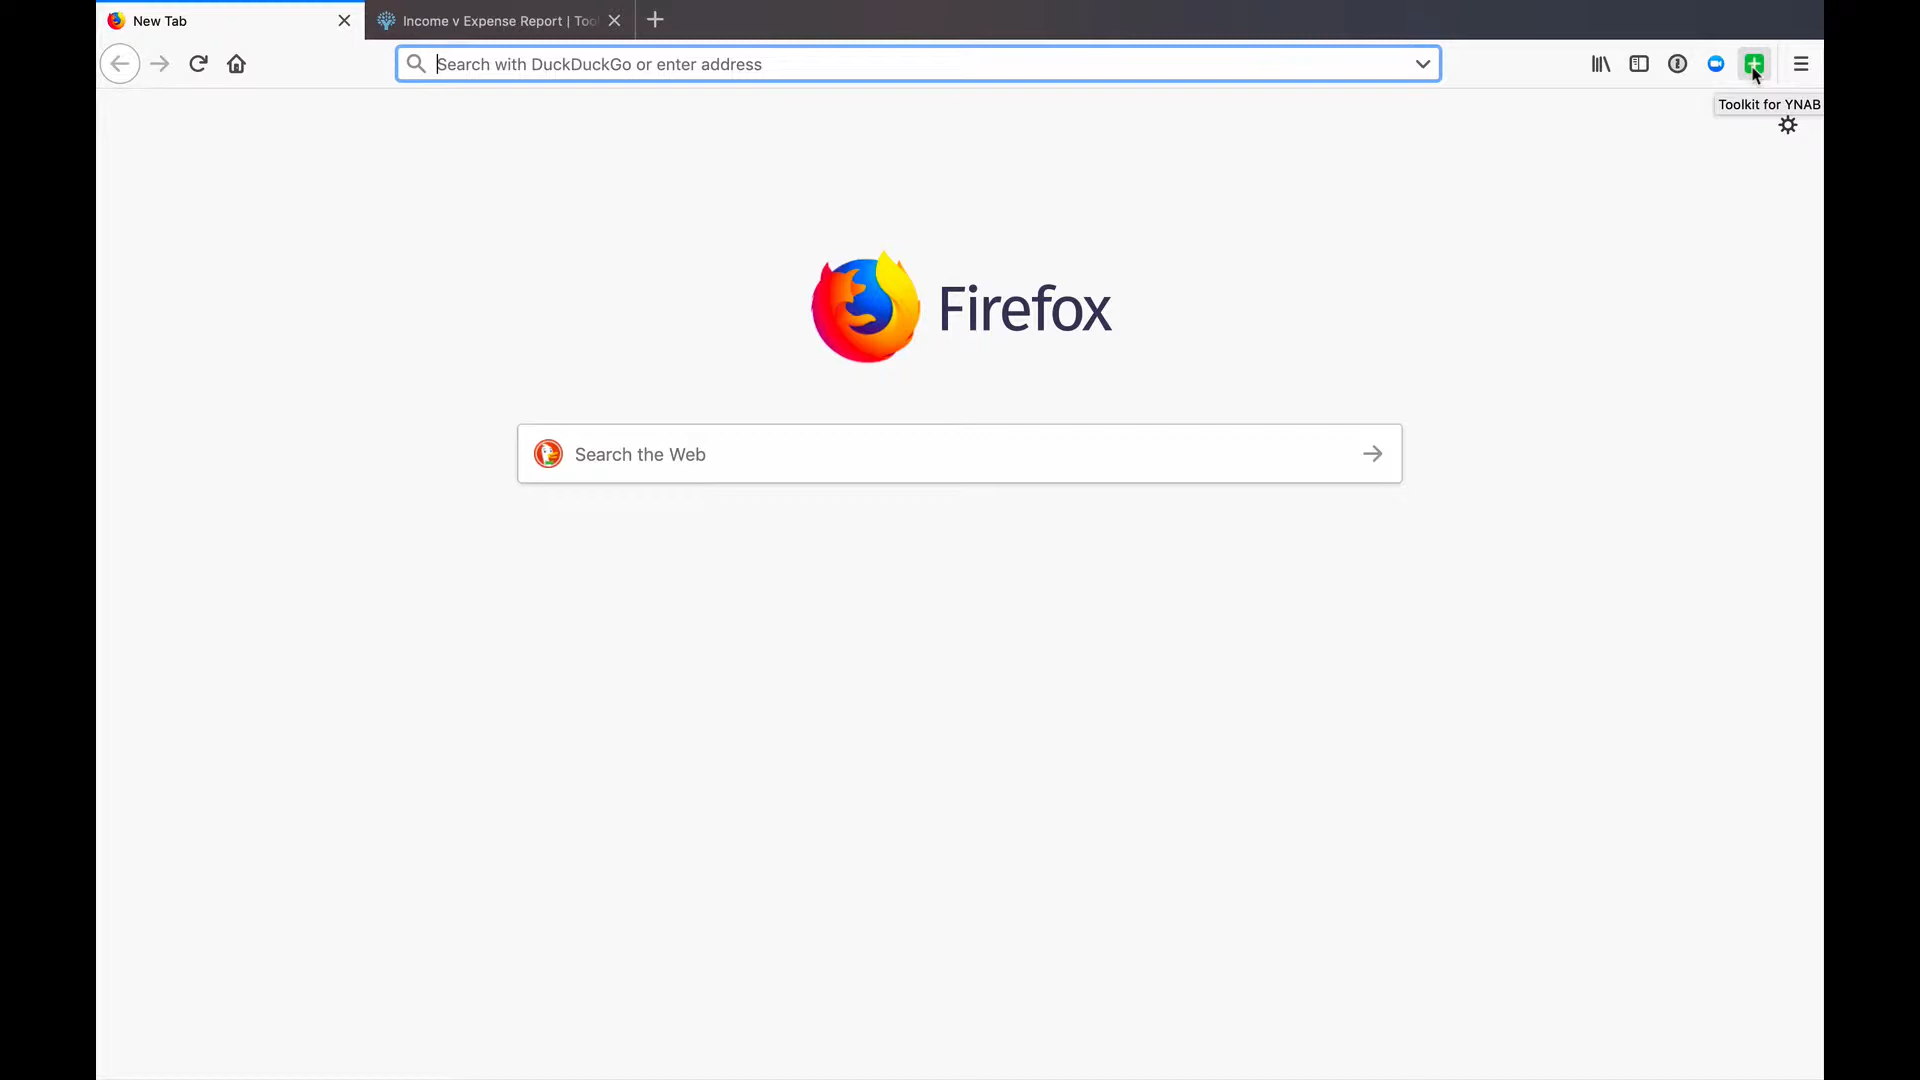 New Tab
Income v Expense Report | Too
Search with DuckDuckGo or enter address
Toolkit for YNAB
Firefox
Search the Web